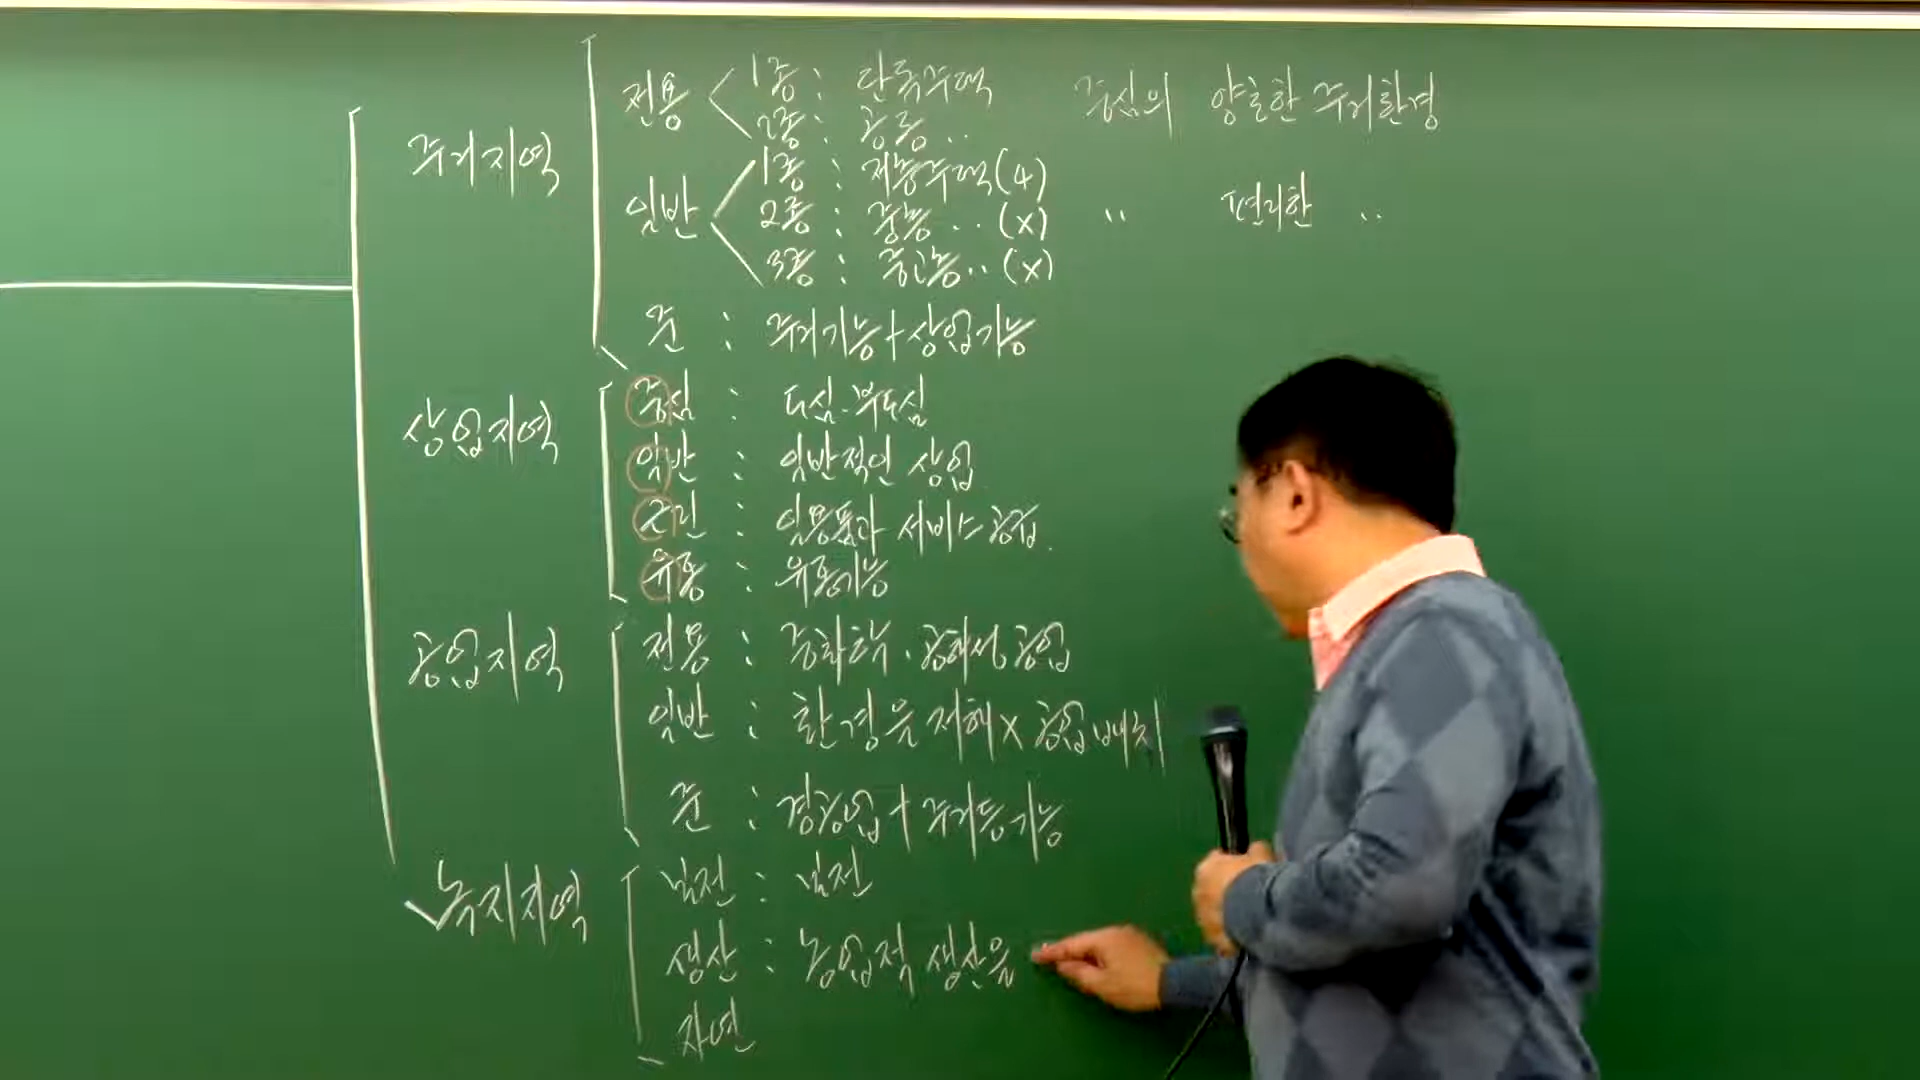 주거지역
전용 1종 : 단독주택 중심의 양호한 주거환경
2종 : 공동 ..
일반 1종 : 저층주택(4)
2종 : 중층 .. (x) " 편리한 ..
3종 : 중고층.. (x)
준 : 주거기능+상업기능
상업지역
중심 : 도심.부도심
일반 : 일반적인 상업
근린 : 일용품과 서비스 공급.
유통 : 유통기능
공업지역
전용 : 중화학.공해성공업
일반 : 환경을 저해x 공업배치
준 : 경공업 + 주거등기능
녹지지역
보전 : 보전
생산 : 농업적 생산을
자연